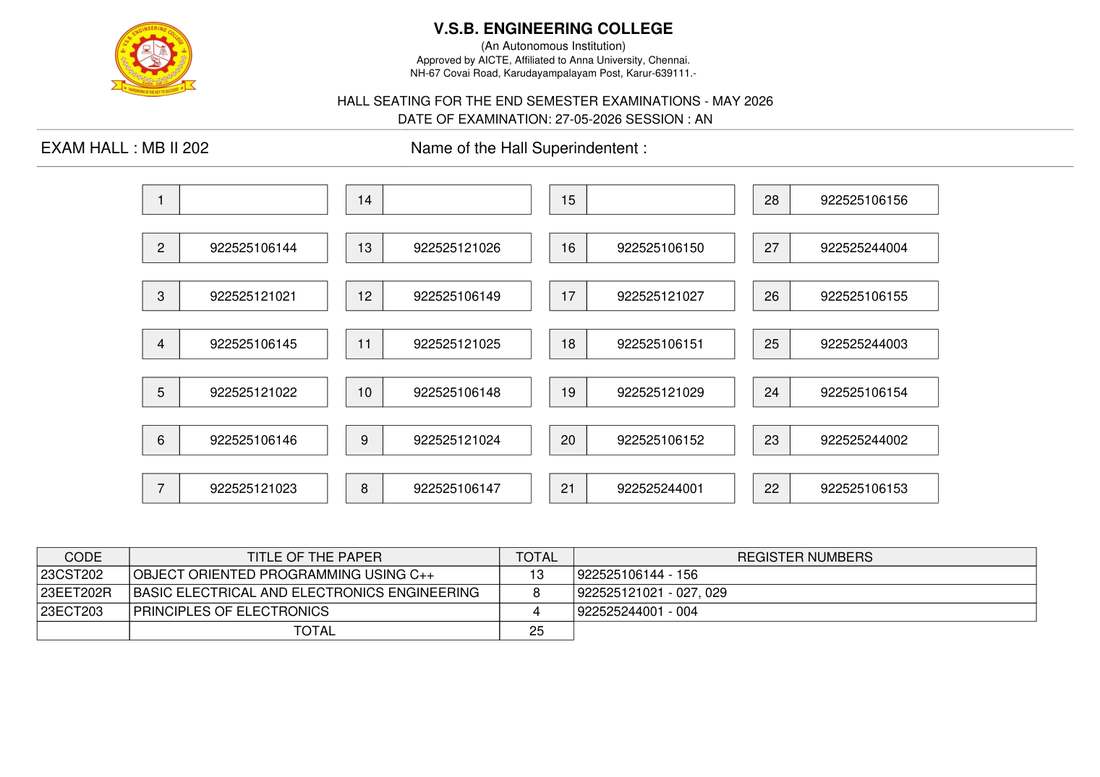 V.S.B. ENGINEERING COLLEGE
(An Autonomous Institution)
Approved by AICTE, Affiliated to Anna University, Chennai.
NH-67 Covai Road, Karudayampalayam Post, Karur-639111.-
HALL SEATING FOR THE END SEMESTER EXAMINATIONS - MAY 2026
DATE OF EXAMINATION: 27-05-2026 SESSION : AN
EXAM HALL : MB II 202 Name of the Hall Superindentent :
1 14 15 28 922525106156
2 922525106144 13 922525121026 16 922525106150 27 922525244004
3 922525121021 12 922525106149 17 922525121027 26 922525106155
4 922525106145 11 922525121025 18 922525106151 25 922525244003
5 922525121022 10 922525106148 19 922525121029 24 922525106154
6 922525106146 9 922525121024 20 922525106152 23 922525244002
7 922525121023 8 922525106147 21 922525244001 22 922525106153
CODE TITLE OF THE PAPER TOTAL REGISTER NUMBERS
23CST202 OBJECT ORIENTED PROGRAMMING USING C++ 13 922525106144 - 156
23EET202R BASIC ELECTRICAL AND ELECTRONICS ENGINEERING 8 922525121021 - 027, 029
23ECT203 PRINCIPLES OF ELECTRONICS 4 922525244001 - 004
TOTAL 25